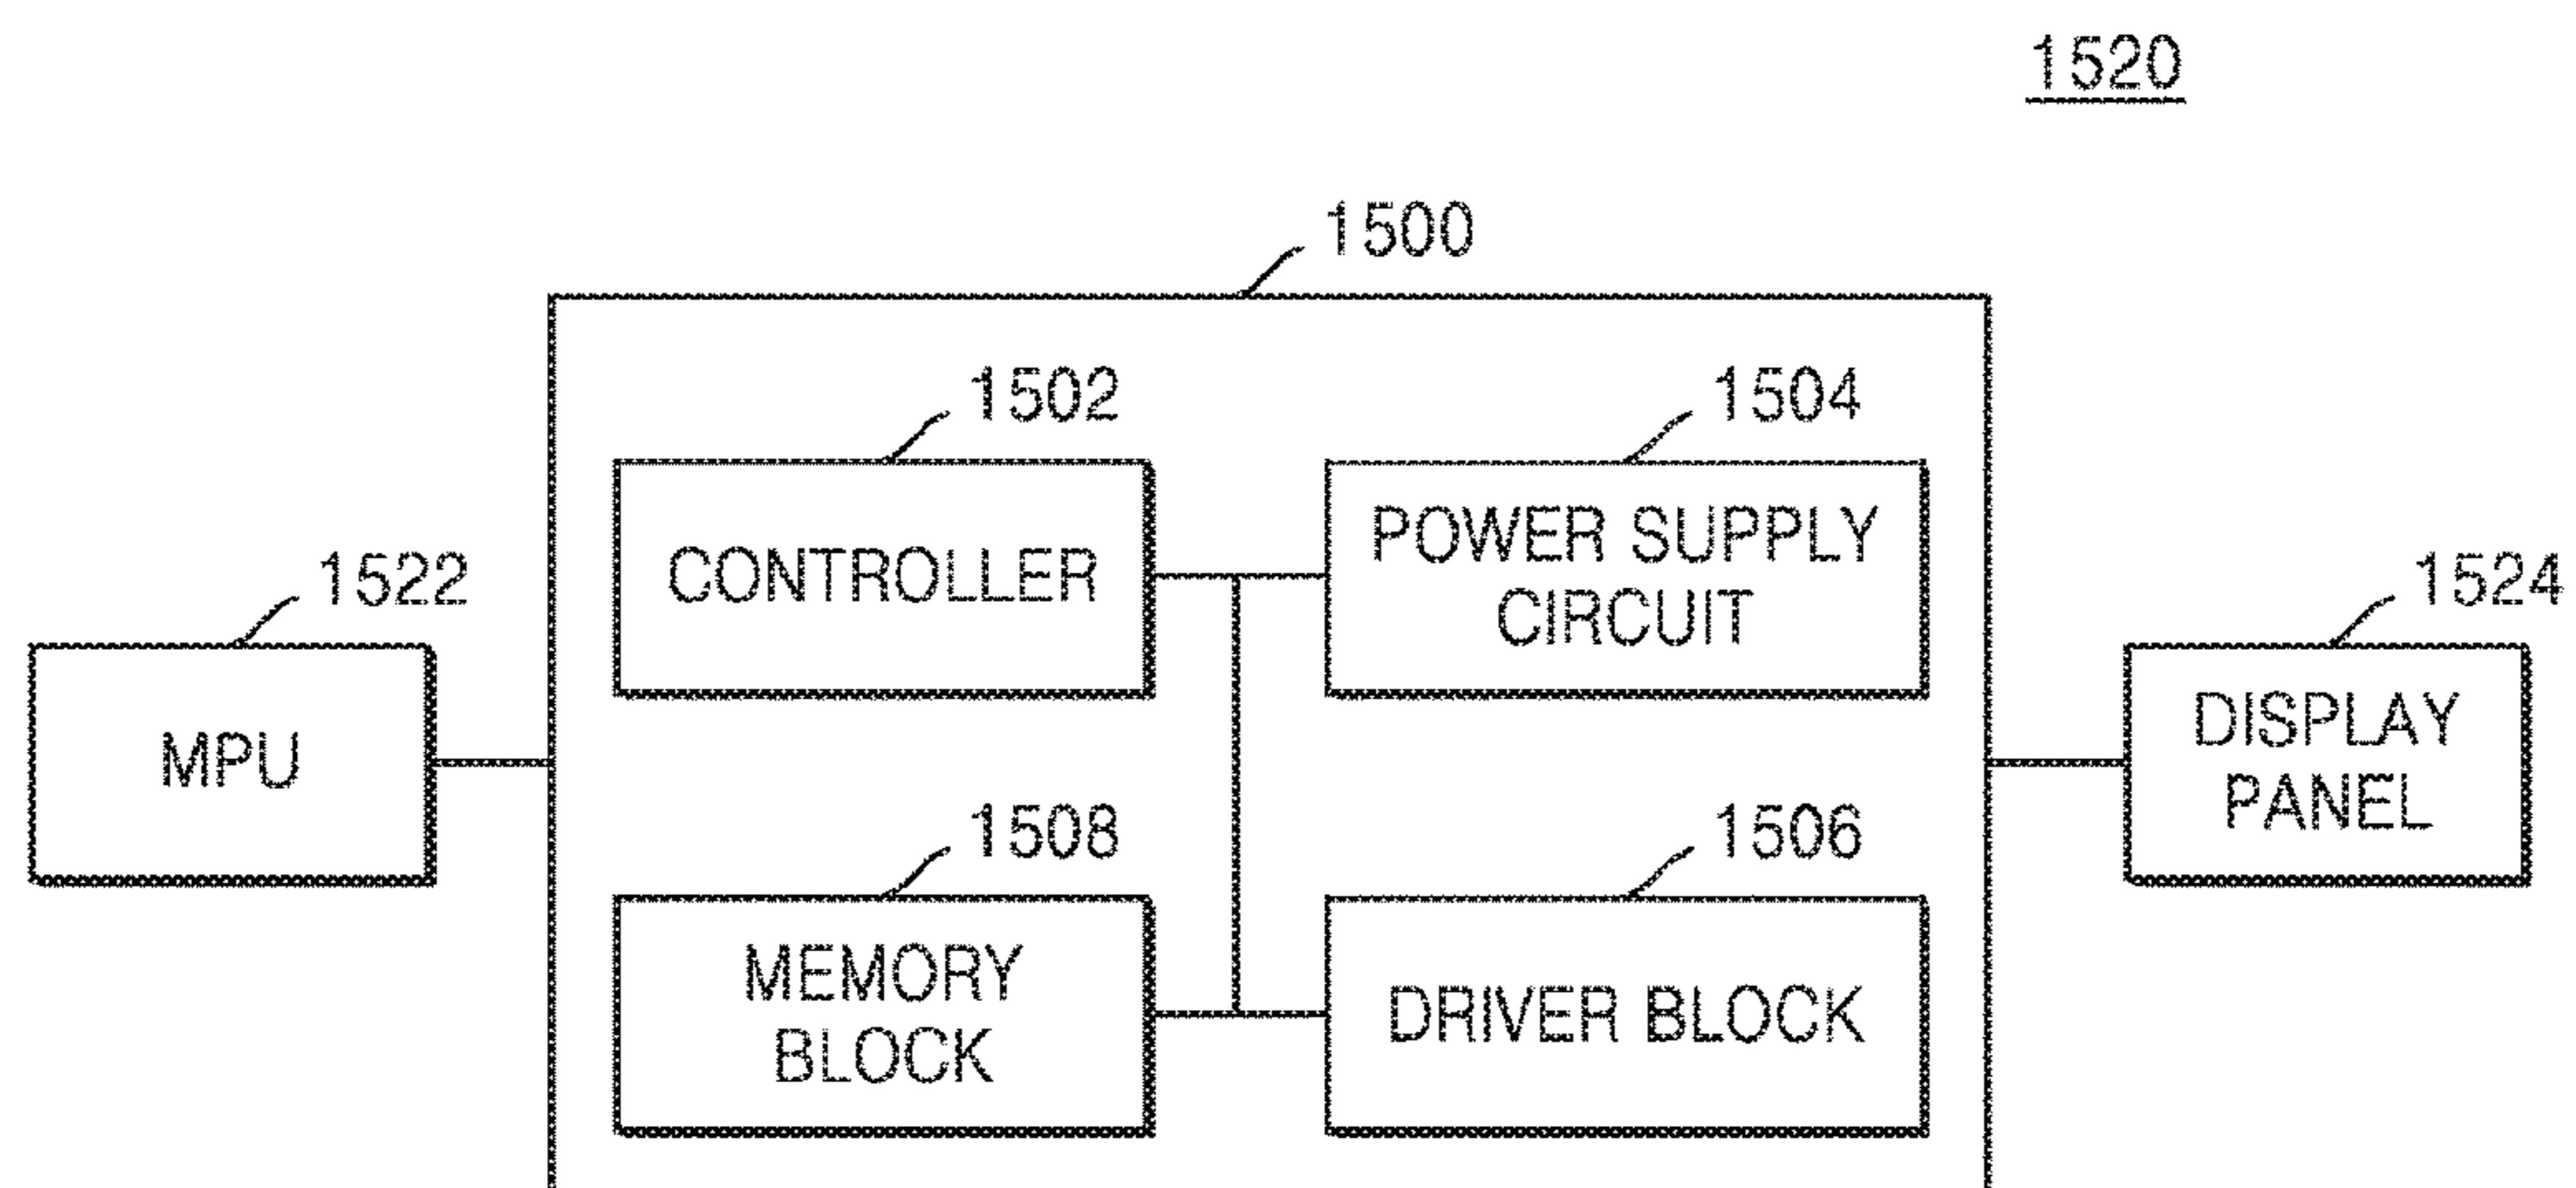 1520
1500
1502
1504
CONTROLLER
POWER SUPPLY
CIRCUIT
1522
MPU
1524
DISPLAY
PANEL
1508
1506
MEMORY
BLOCK
DRIVER BLOCK